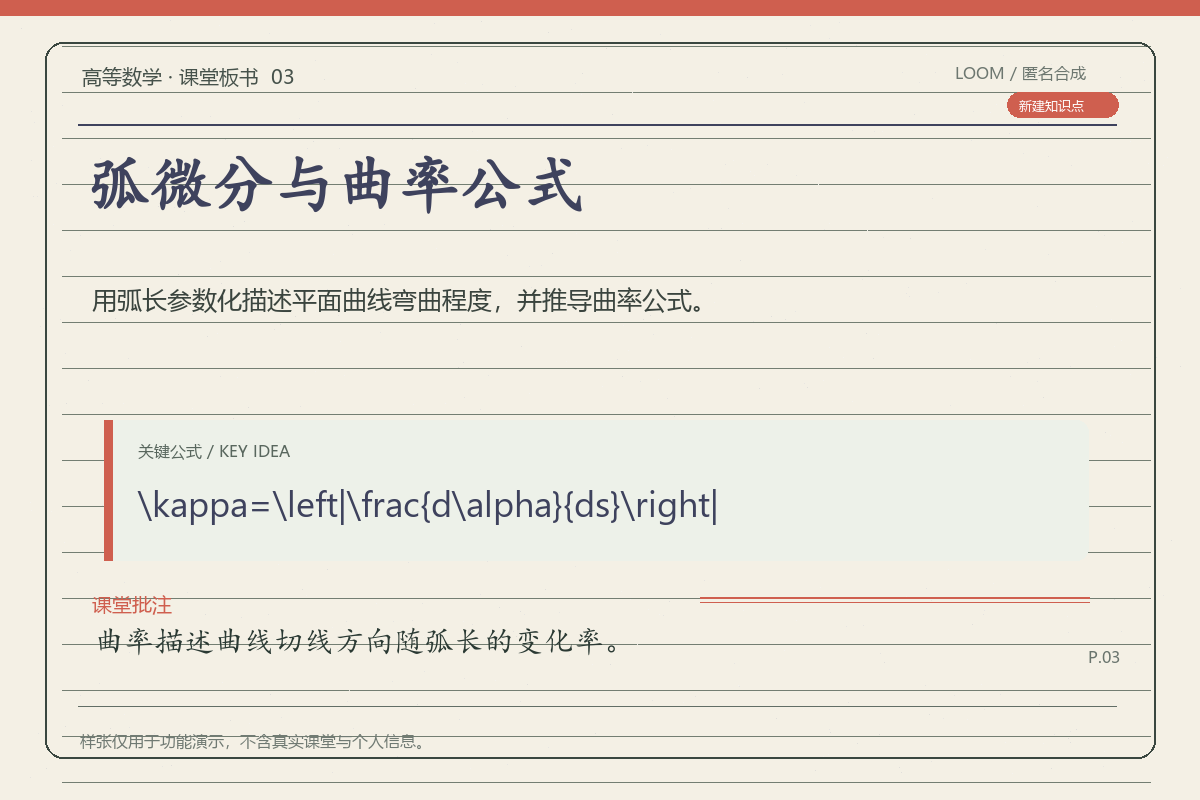 高等数学 · 课堂板书 03
LOOM / 匿名合成
新建知识点
弧微分与曲率公式
用弧长参数化描述平面曲线弯曲程度，并推导曲率公式。
关键公式 / KEY IDEA
\kappa=\left|\frac{d\alpha}{ds}\right|
课堂批注
曲率描述曲线切线方向随弧长的变化率。
P.03
样张仅用于功能演示，不含真实课堂与个人信息。